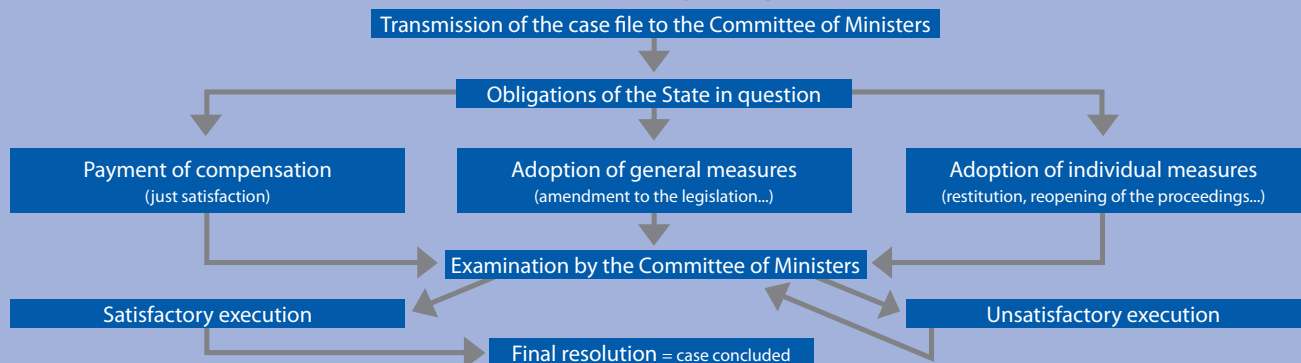 Transmission of the case file to the Committee of Ministers
Obligations of the State in question
Payment of compensation
(just satisfaction)
Adoption of general measures
(amendment to the legislation...)
Adoption of individual measures
(restitution, reopening of the proceedings...)
Examination by the Committee of Ministers
Satisfactory execution
Unsatisfactory execution
Final resolution = case concluded